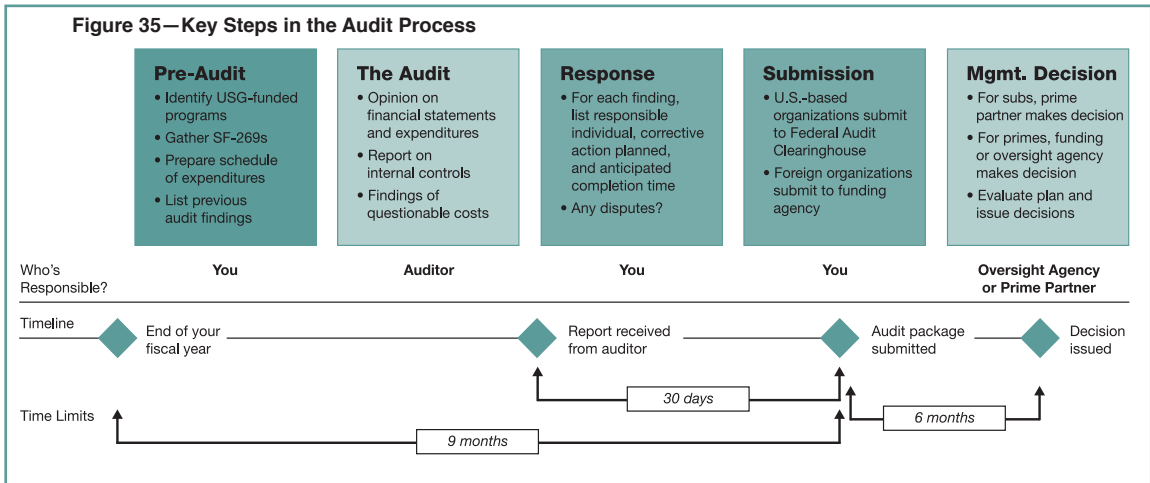 Figure 35—Key Steps in the Audit Process
Pre-Audit
• Identify USG-funded
programs
• Gather SF-269s
• Prepare schedule
of expenditures
• List previous
audit findings
The Audit
• Opinion on
financial statements
and expenditures
• Report on
internal controls
• Findings of
questionable costs
Response
• For each finding,
list responsible
individual, corrective
action planned,
and anticipated
completion time
• Any disputes?
Submission
• U.S.-based
organizations submit
to Federal Audit
Clearinghouse
• Foreign organizations
submit to funding
agency
Mgmt. Decision
• For subs, prime
partner makes decision
• For primes, funding
or oversight agency
makes decision
• Evaluate plan and
issue decisions
Who's
Responsible?
You
Auditor
You
You
Oversight Agency
or Prime Partner
Timeline
End of your
fiscal year
Report received
from auditor
Audit package
submitted
Decision
issued
Time Limits
30 days
6 months
9 months